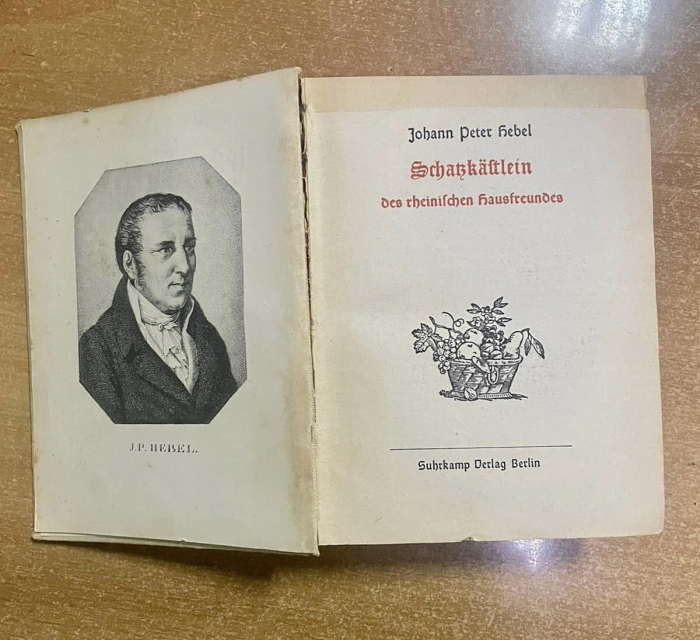 J.P. HEBEL.
Johann Peter Hebel
Schatzkäſtlein
des rheiniſchen Hausfreundes
Suhrkamp Verlag Berlin